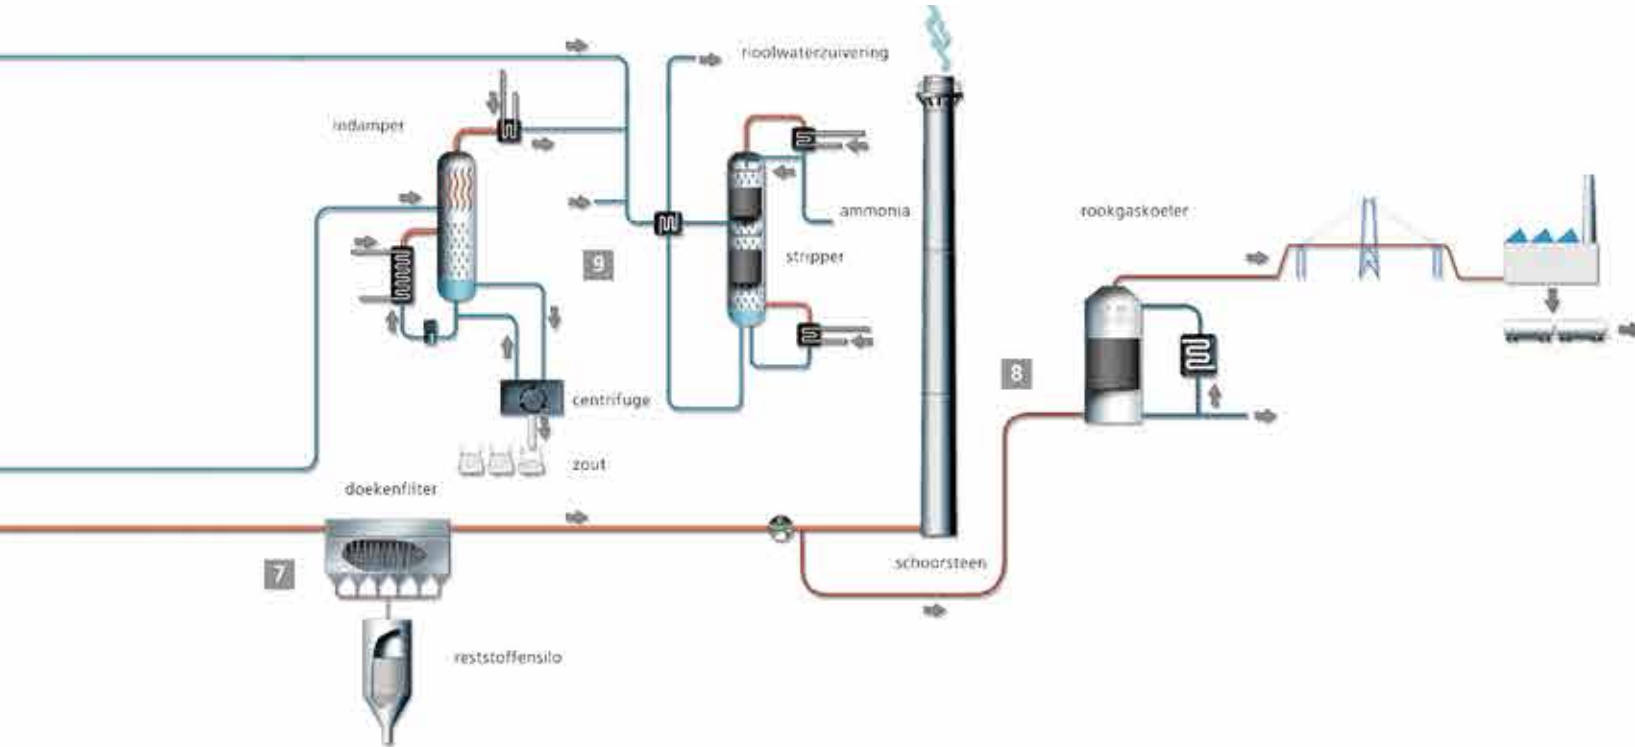 rioolwaterzuivering
indamper
ammonia
rookgaskoeler
stripper
9
8
centrifuge
zout
doekenfilter
schoorsteen
7
reststoffensilo